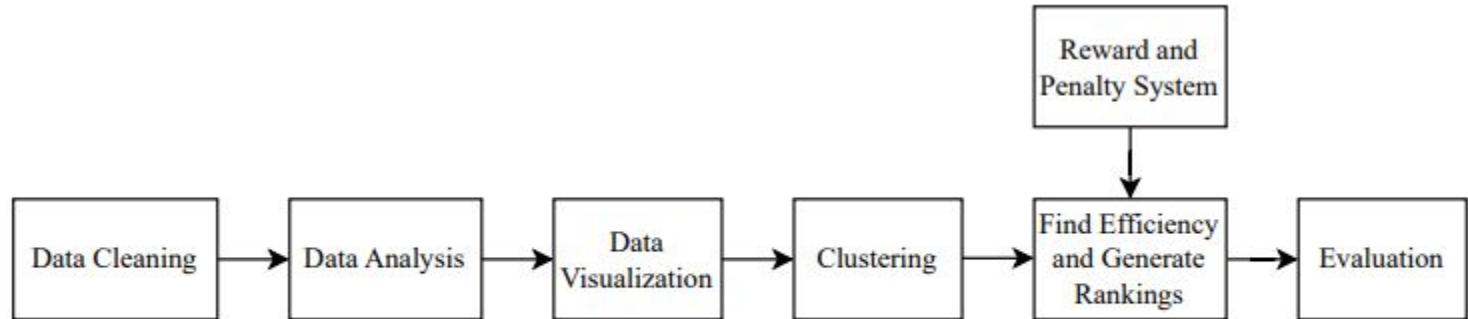 Reward and
Penalty System
Data Cleaning
Data Analysis
Data
Visualization
Clustering
Find Efficiency
and Generate
Rankings
Evaluation